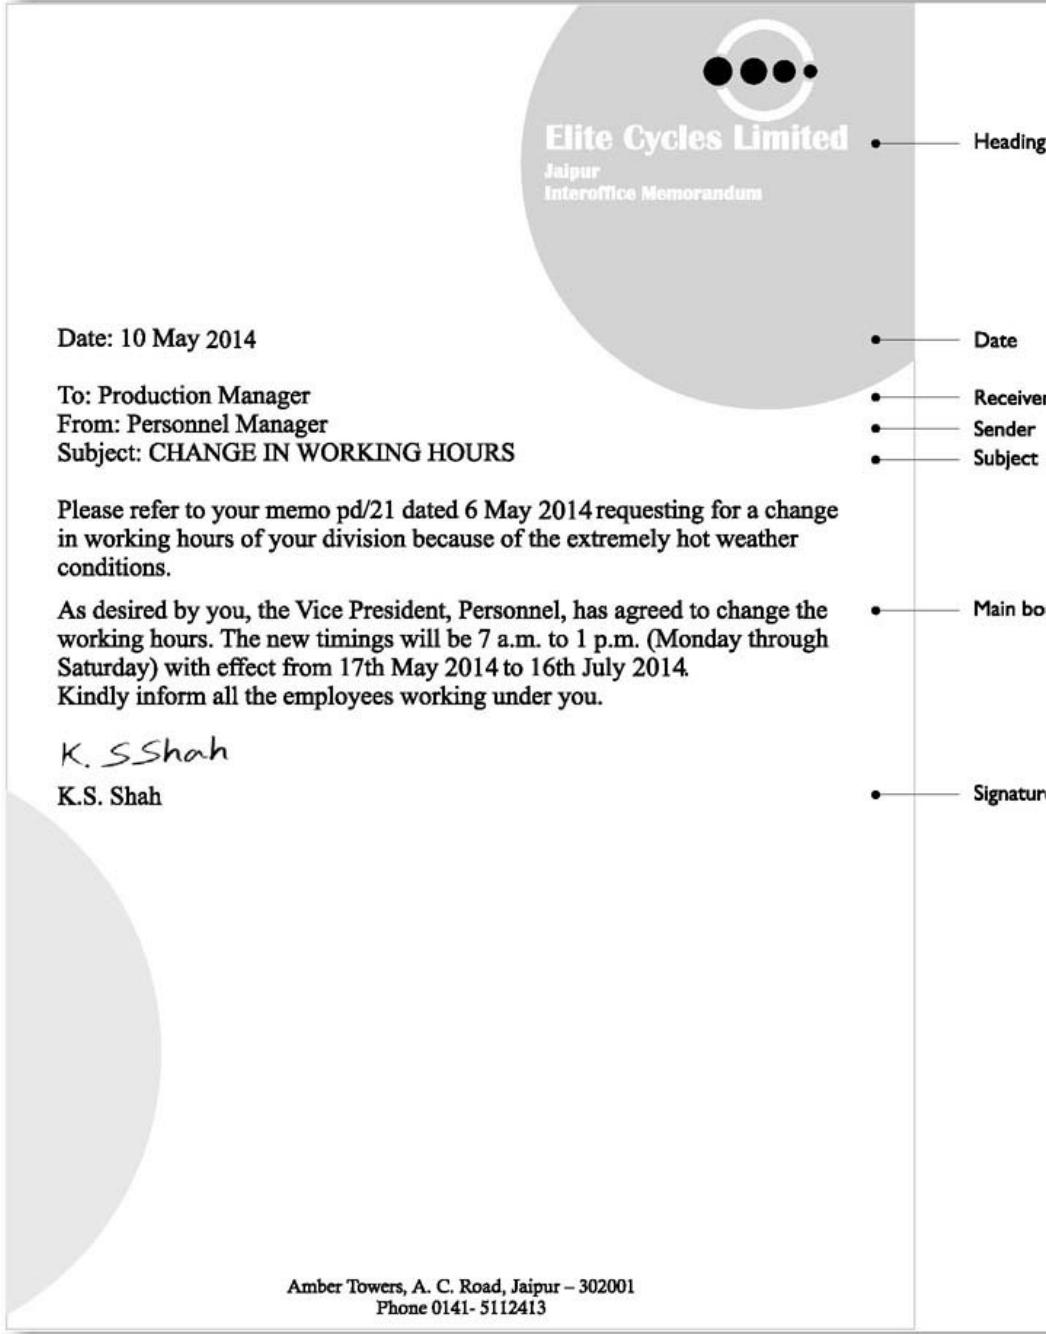 Elite Cycles Limited
Jaipur
Interoffice Memorandum
Heading
Date: 10 May 2014
Date
To: Production Manager
Receiver
From: Personnel Manager
Sender
Subject: CHANGE IN WORKING HOURS
Subject
Please refer to your memo pd/21 dated 6 May 2014 requesting for a change
in working hours of your division because of the extremely hot weather
conditions.
As desired by you, the Vice President, Personnel, has agreed to change the
Main bo
working hours. The new timings will be 7 a.m. to 1 p.m. (Monday through
Saturday) with effect from 17th May 2014 to 16th July 2014.
Kindly inform all the employees working under you.
K. S Shah
K.S. Shah
Signature
Amber Towers, A. C. Road, Jaipur – 302001
Phone 0141- 5112413